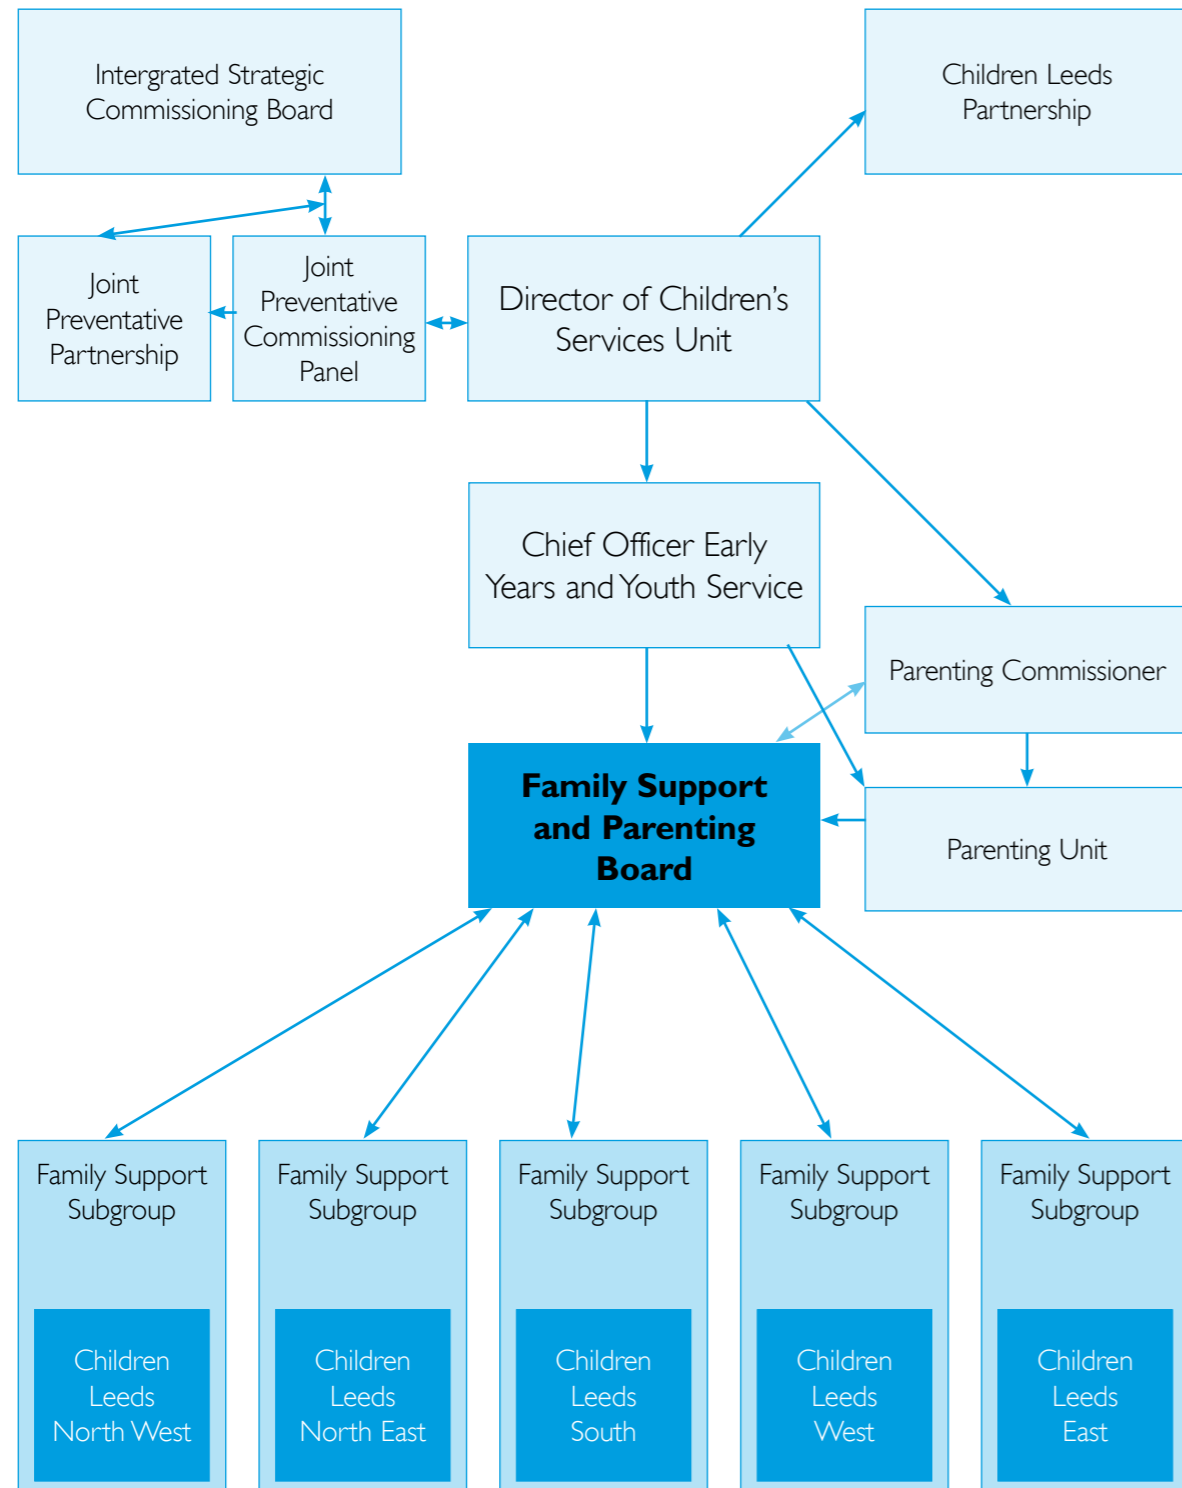 Intergrated Strategic
Commissioning Board
Children Leeds
Partnership
Joint
Preventative
Partnership
Joint
Preventative
Commissioning
Panel
Director of Children's
Services Unit
Chief Officer Early
Years and Youth Service
Parenting Commissioner
Family Support
and Parenting
Board
Parenting Unit
Family Support
Subgroup
Family Support
Subgroup
Family Support
Subgroup
Family Support
Subgroup
Family Support
Subgroup
Children
Leeds
North West
Children
Leeds
North East
Children
Leeds
South
Children
Leeds
West
Children
Leeds
East